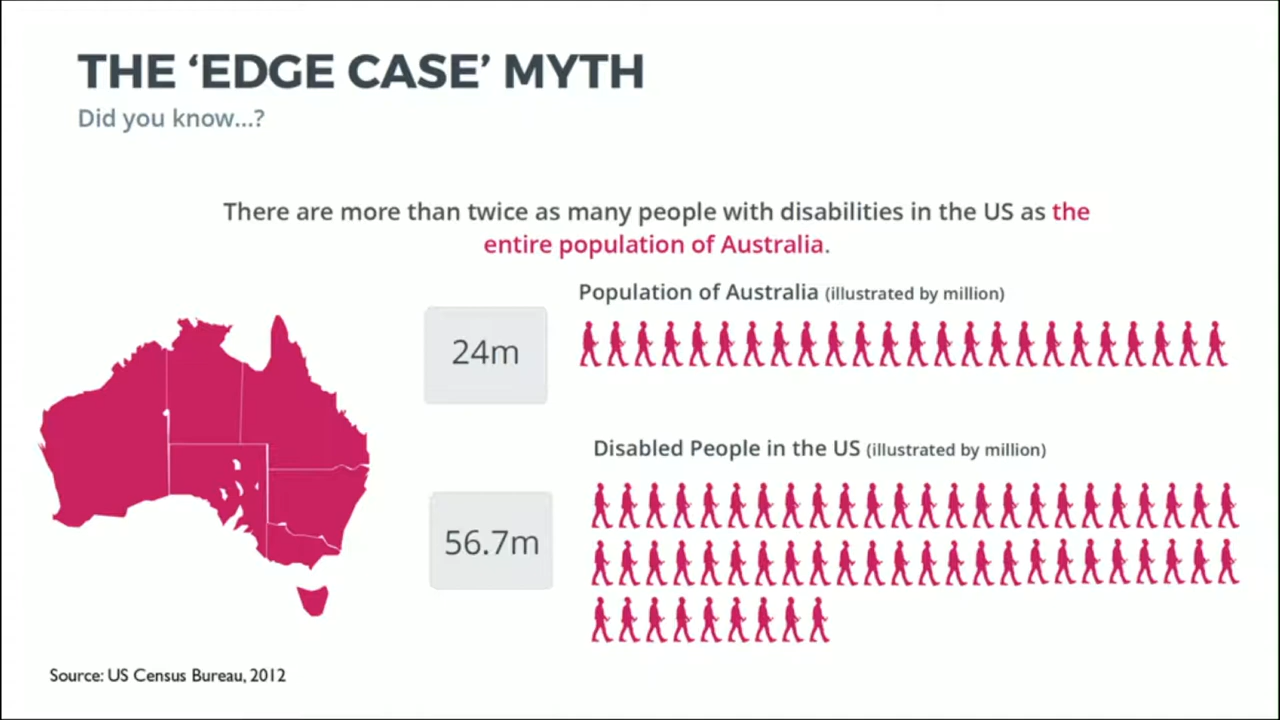 THE ‘EDGE CASE’ MYTH
Did you know...?
There are more than twice as many people with disabilities in the US as the
entire population of Australia.
Population of Australia (illustrated by million)
24m
Disabled People in the US (illustrated by million)
56.7m
Source: US Census Bureau, 2012